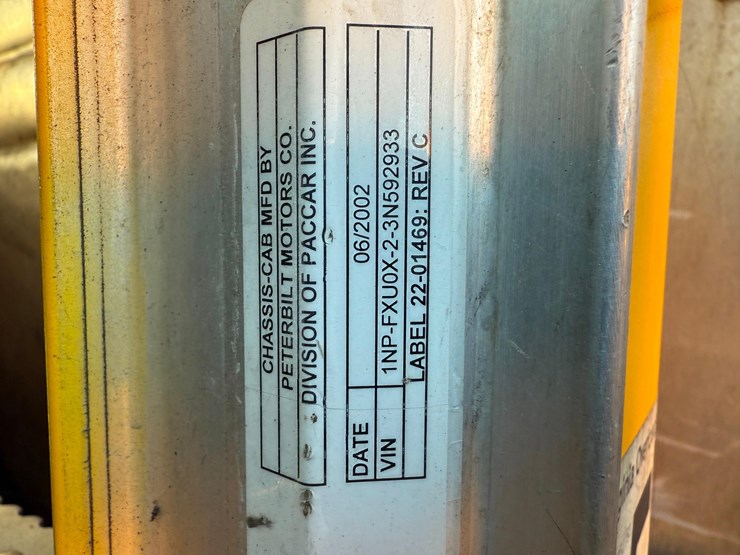 CHASSIS-CAB MFD BY
PETERBILT MOTORS CO.
DIVISION OF PACCAR INC.
DATE 06/2002
VIN 1NP-FXU0X-2-3N592933
LABEL 22-01469: REV C